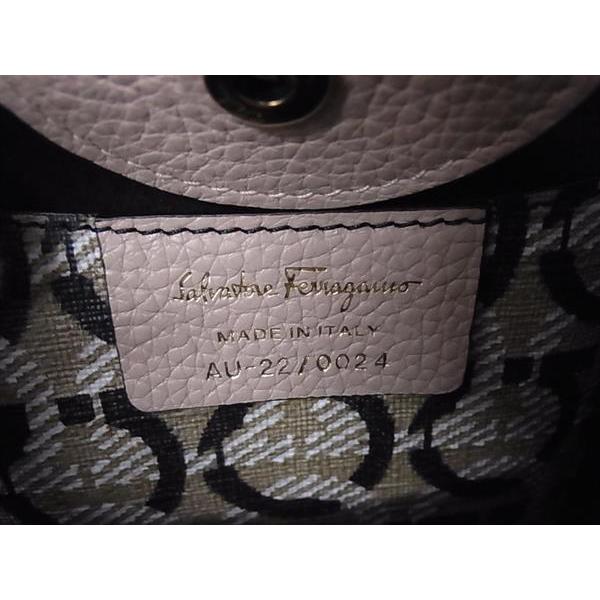 Salvatore Ferragamo
MADE IN ITALY
AU-22/0024